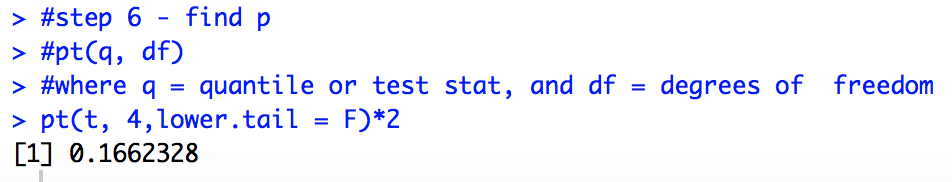 > #step 6 - find p
> #pt(q, df)
> #where q = quantile or test stat, and df = degrees of  freedom
> pt(t, 4,lower.tail = F)*2
[1] 0.1662328